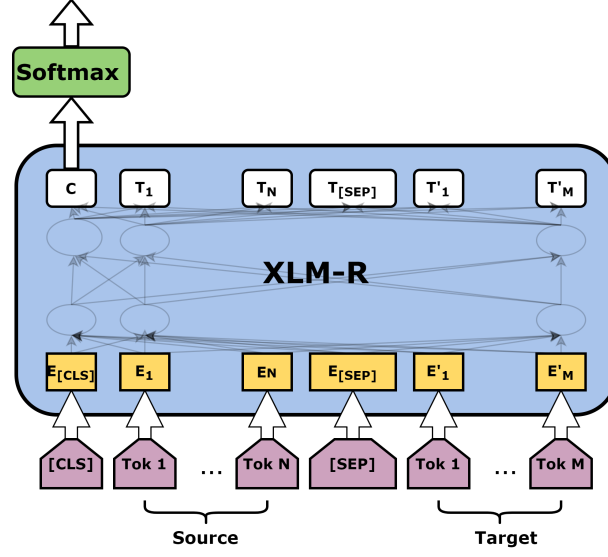 Softmax
C T1 TN T[SEP] T'1 T'M
XLM-R
E[CLS] E1 EN E[SEP] E'1 E'M
[CLS] Tok 1 ... Tok N [SEP] Tok 1 ... Tok M
Source Target